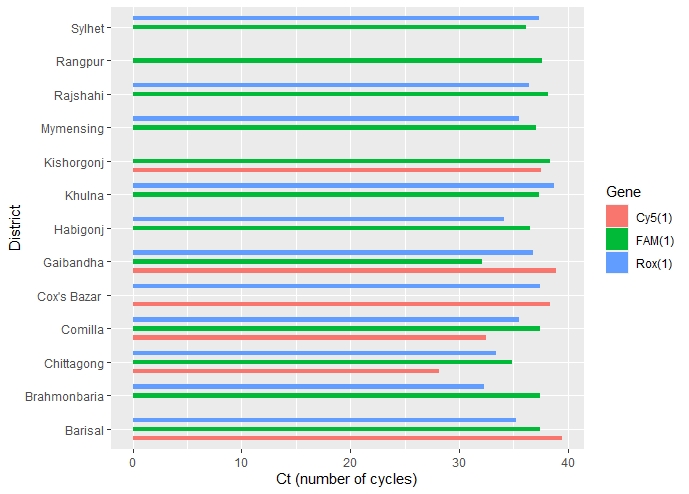 Sylhet
Rangpur
Rajshahi
Mymensing
Kishorgonj
Khulna
Habigonj
Gaibandha
Cox's Bazar
Comilla
Chittagong
Brahmonbaria
Barisal
District
0 10 20 30 40
Ct (number of cycles)
Gene
Cy5(1)
FAM(1)
Rox(1)